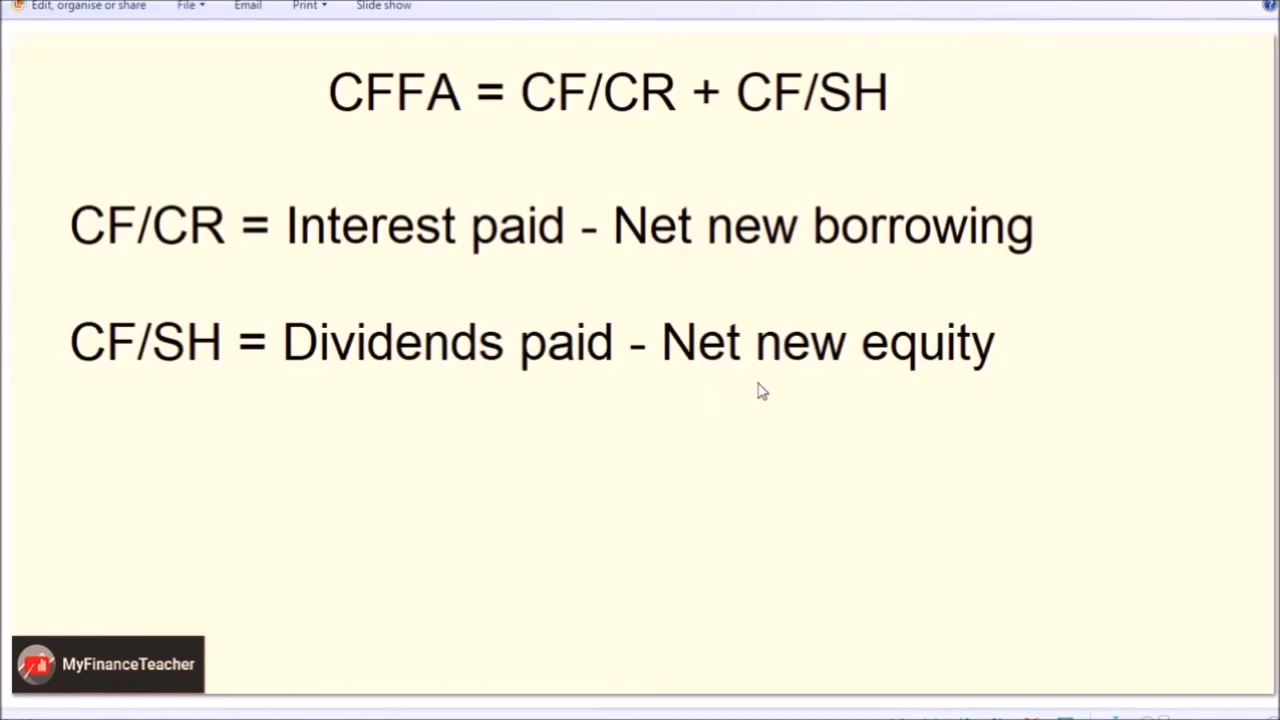 Edit, organise or share File Email Print Slide show
CFFA = CF/CR + CF/SH
CF/CR = Interest paid - Net new borrowing
CF/SH = Dividends paid - Net new equity
MyFinanceTeacher